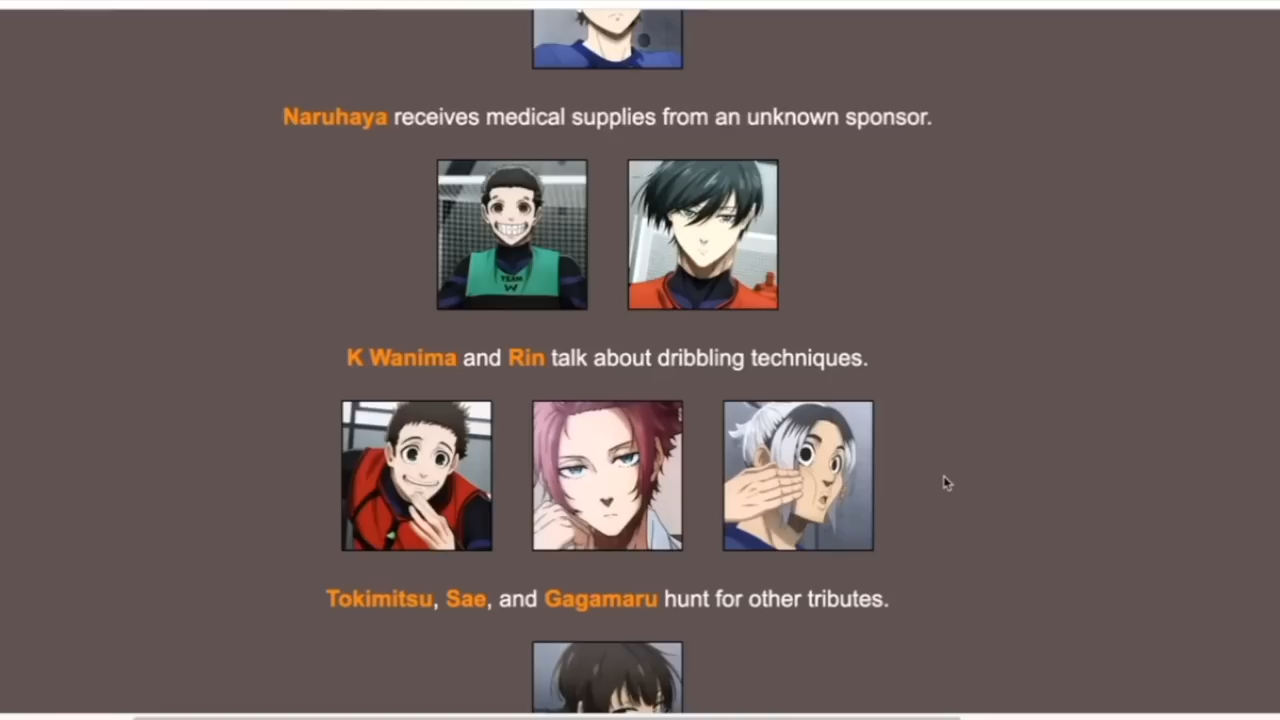 Naruhaya receives medical supplies from an unknown sponsor.
TEAM
W
K Wanima and Rin talk about dribbling techniques.
Tokimitsu, Sae, and Gagamaru hunt for other tributes.